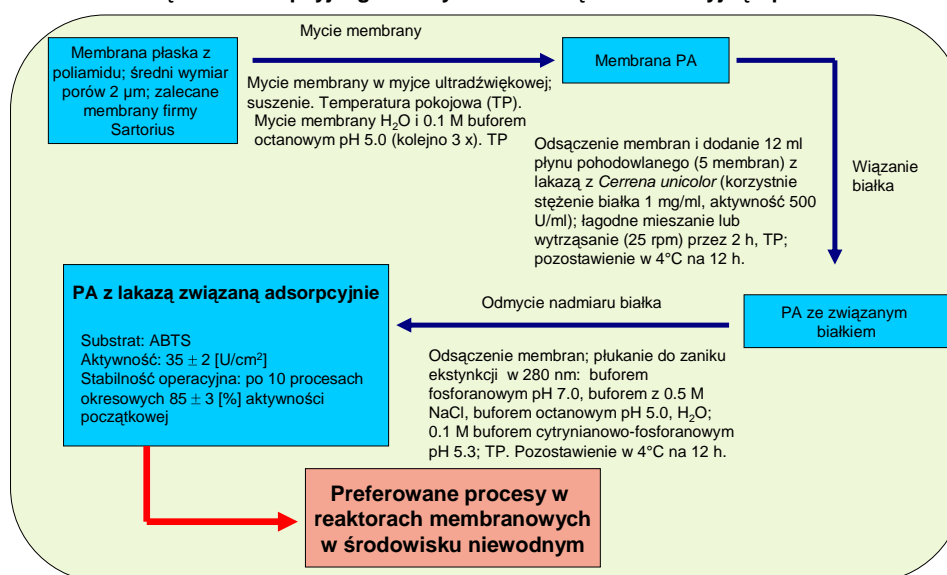 Mycie membrany
Membrana płaska z
poliamidu; średni wymiar
porów 2 μm; zalecane
membrany firmy
Sartorius
Membrana PA
Mycie membrany w myjce ultradźwiękowej;
suszenie. Temperatura pokojowa (TP).
Mycie membrany H₂O i 0.1 M buforem
octanowym pH 5.0 (kolejno 3 x). TP
Odsączenie membran i dodanie 12 ml
płynu pohodowlanego (5 membran) z
lakazą z Cerrena unicolor (korzystnie
stężenie białka 1 mg/ml, aktywność 500
U/ml); łagodne mieszanie lub
wytrząsanie (25 rpm) przez 2 h, TP;
pozostawienie w 4°C na 12 h.
Wiązanie
białka
PA ze związanym
białkiem
Odmycie nadmiaru białka
Odsączenie membran; płukanie do zaniku
ekstynkcji w 280 nm: buforem
fosforanowym pH 7.0, buforem z 0.5 M
NaCl, buforem octanowym pH 5.0, H₂O;
0.1 M buforem cytrynianowo-fosforanowym
pH 5.3; TP. Pozostawienie w 4°C na 12 h.
PA z lakazą związaną adsorpcyjnie
Substrat: ABTS
Aktywność: 35 ± 2 [U/cm²]
Stabilność operacyjna: po 10 procesach
okresowych 85 ± 3 [%] aktywności
początkowej
Preferowane procesy w
reaktorach membranowych
w środowisku niewodnym